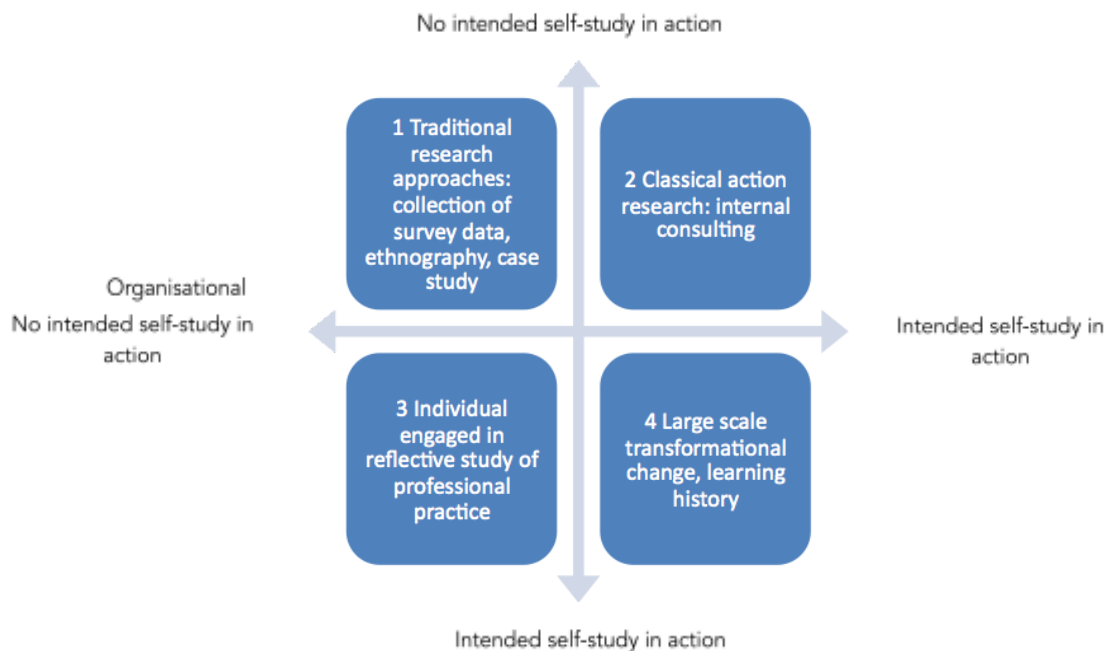 No intended self-study in action
1 Traditional
research
approaches:
collection of
survey data,
ethnography, case
study
2 Classical action
research: internal
consulting
Organisational
No intended self-study in
action
Intended self-study in
action
3 Individual
engaged in
reflective study of
professional
practice
4 Large scale
transformational
change, learning
history
Intended self-study in action